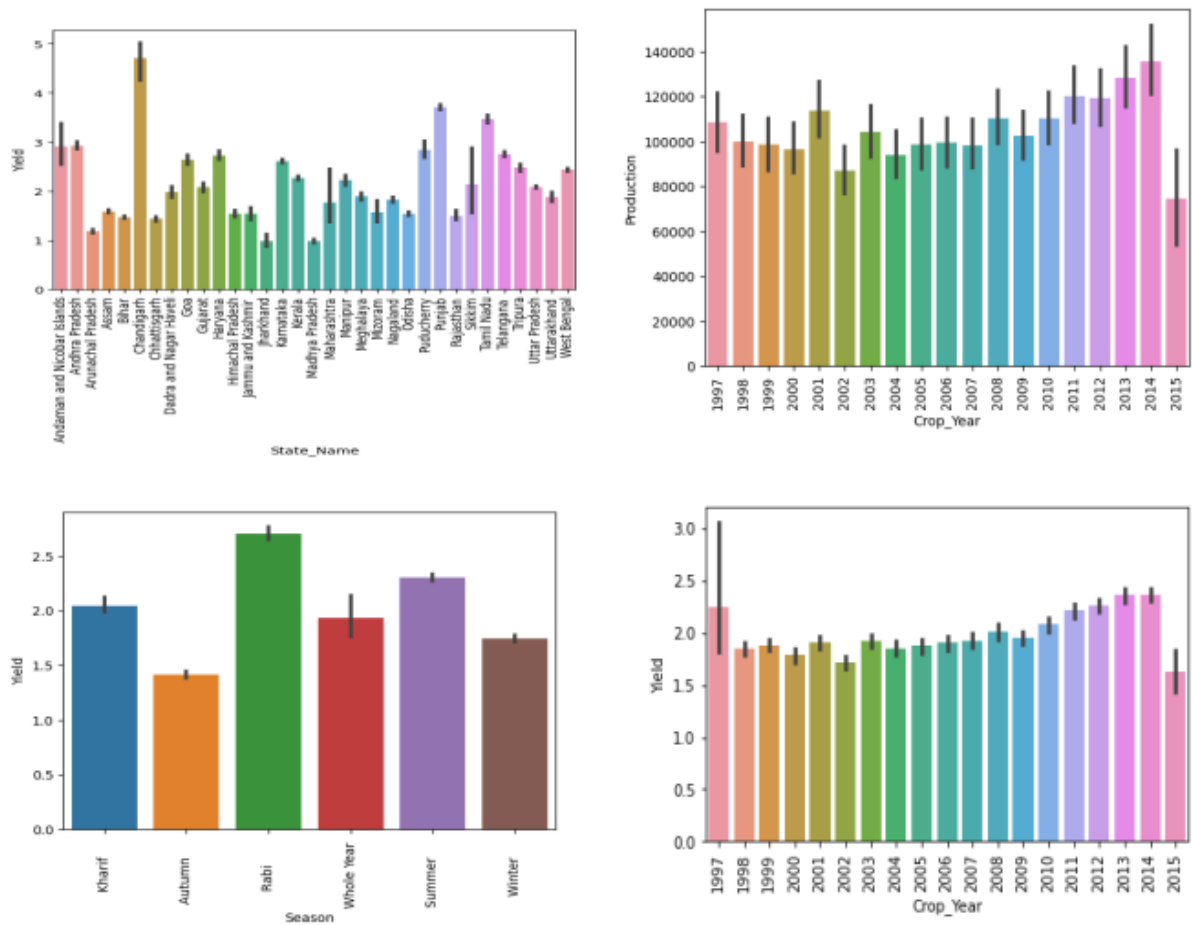 5
4
3
2
1
0
Yield
Andaman and Nicobar Islands
Andhra Pradesh
Arunachal Pradesh
Assam
Bihar
Chandigarh
Chhattisgarh
Dadra and Nagar Haveli
Goa
Gujarat
Haryana
Himachal Pradesh
Jammu and Kashmir
Jharkhand
Karnataka
Kerala
Madhya Pradesh
Maharashtra
Manipur
Meghalaya
Mizoram
Nagaland
Odisha
Puducherry
Punjab
Rajasthan
Sikkim
Tamil Nadu
Telangana
Tripura
Uttar Pradesh
Uttarakhand
West Bengal
State_Name
140000
120000
100000
80000
60000
40000
20000
0
Production
1997
1998
1999
2000
2001
2002
2003
2004
2005
2006
2007
2008
2009
2010
2011
2012
2013
2014
2015
Crop_Year
2.5
2.0
1.5
1.0
0.5
0.0
Yield
Kharif
Autumn
Rabi
Whole Year
Summer
Winter
Season
3.0
2.5
2.0
1.5
1.0
0.5
0.0
Yield
1997
1998
1999
2000
2001
2002
2003
2004
2005
2006
2007
2008
2009
2010
2011
2012
2013
2014
2015
Crop_Year